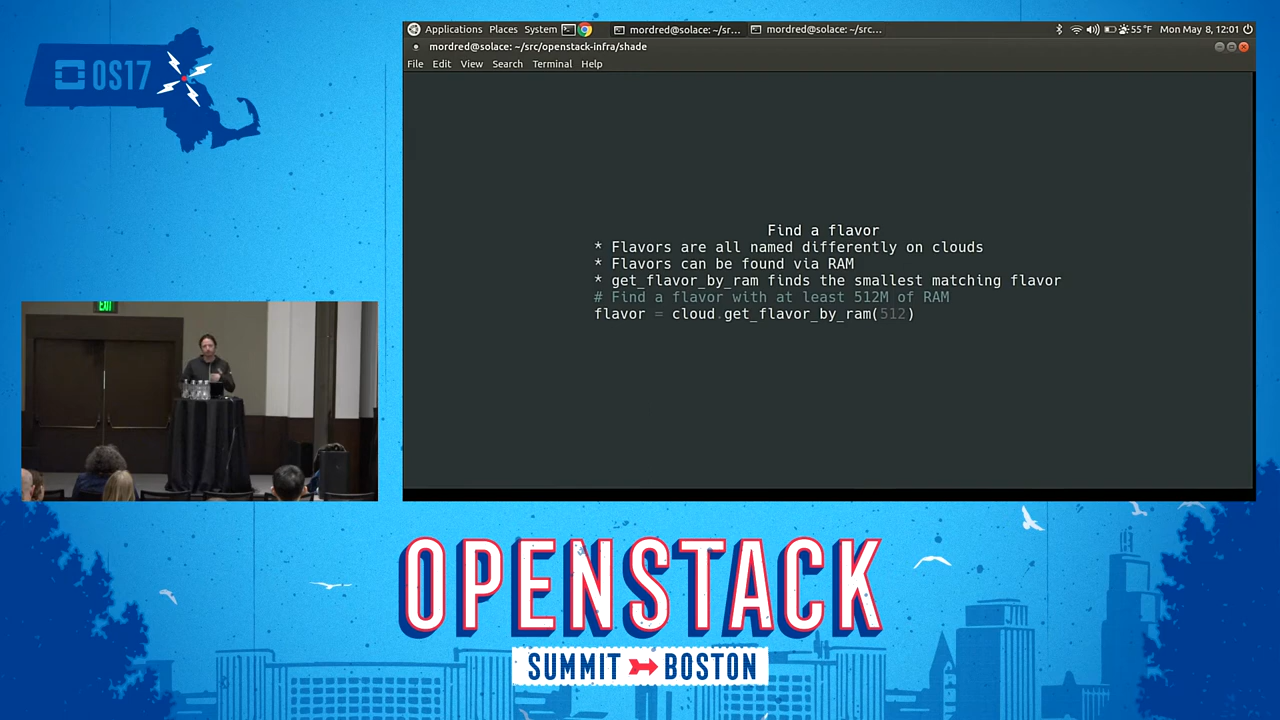 OS17
Applications Places System
mordred@solace: ~/sr...
mordred@solace: ~/src...
55 °F
Mon May 8, 12:01
mordred@solace: ~/src/openstack-infra/shade
File Edit View Search Terminal Help
Find a flavor
* Flavors are all named differently on clouds
* Flavors can be found via RAM
* get_flavor_by_ram finds the smallest matching flavor
# Find a flavor with at least 512M of RAM
flavor = cloud.get_flavor_by_ram(512)
EXIT
OPENSTACK
SUMMIT BOSTON